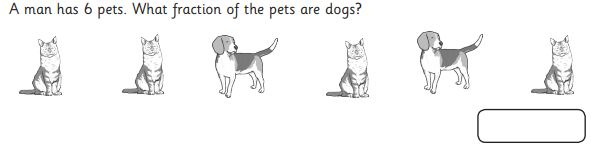 A man has 6 pets. What fraction of the pets are dogs?